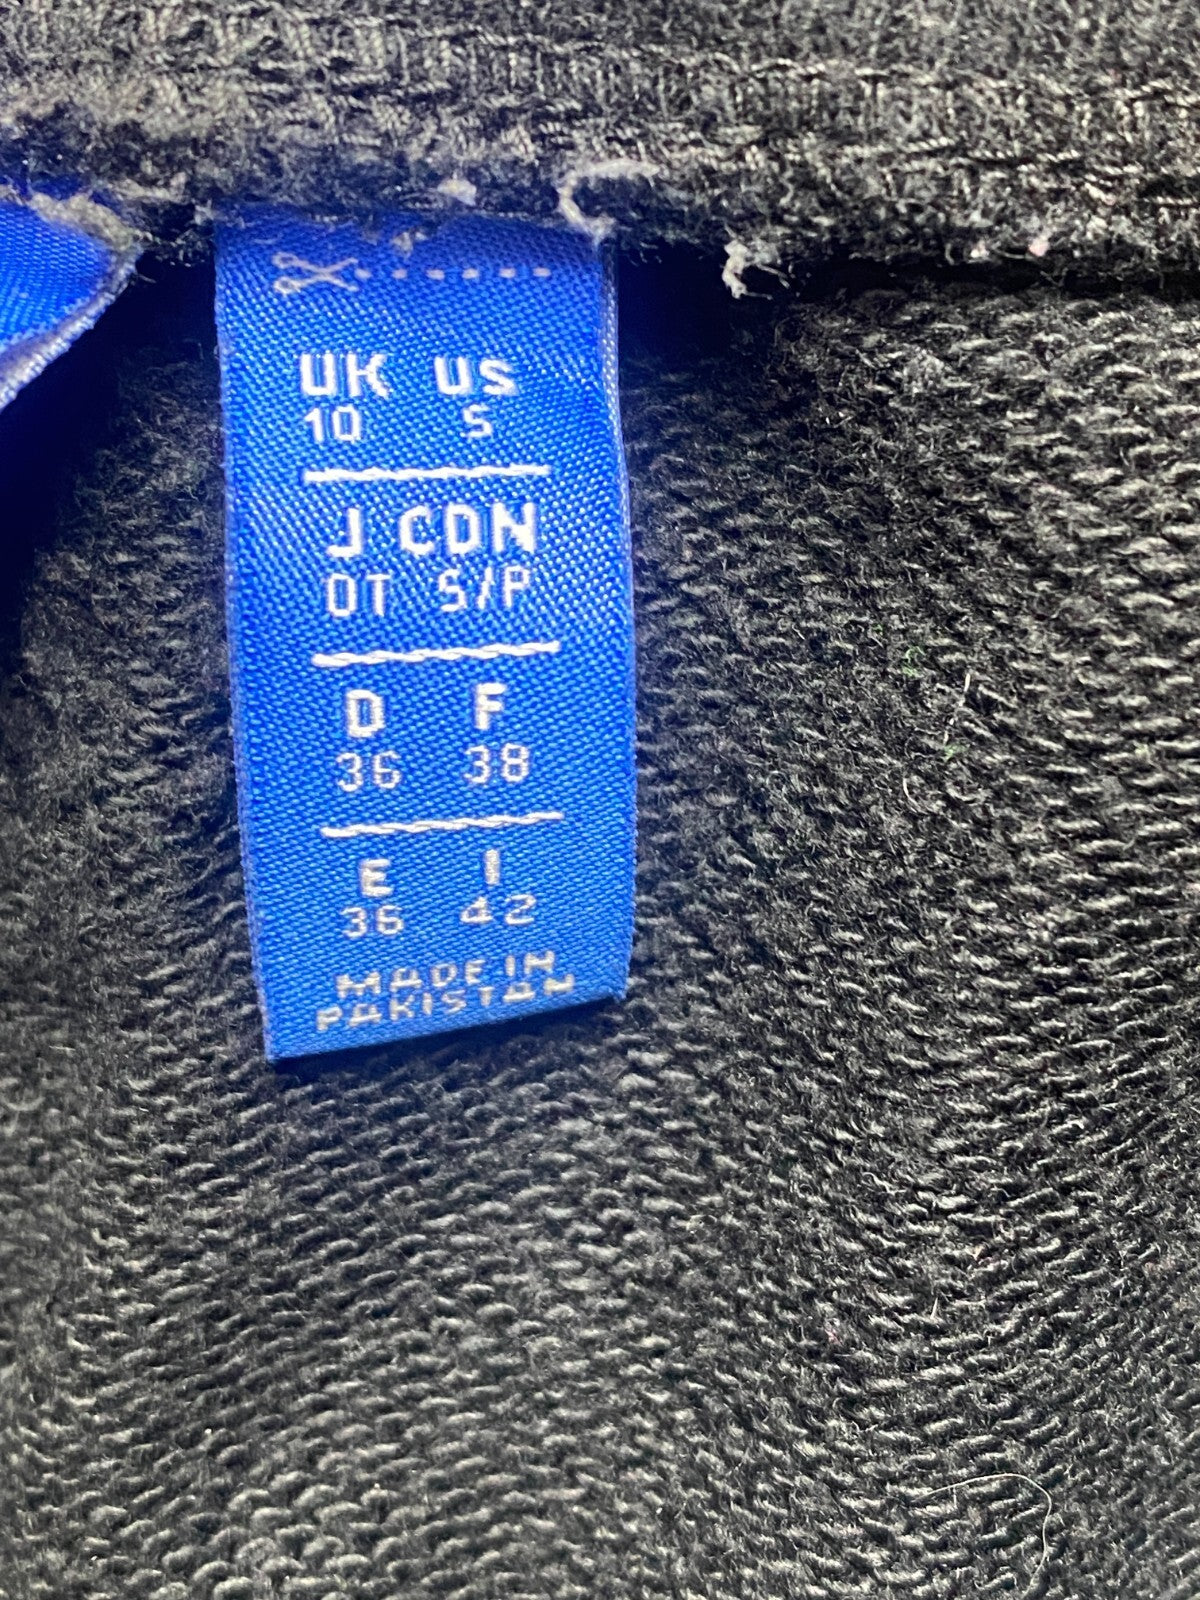 UK US
10 S
J CDN
OT S/P
D F
36 38
E I
36 42
MADE IN
PAKISTAN